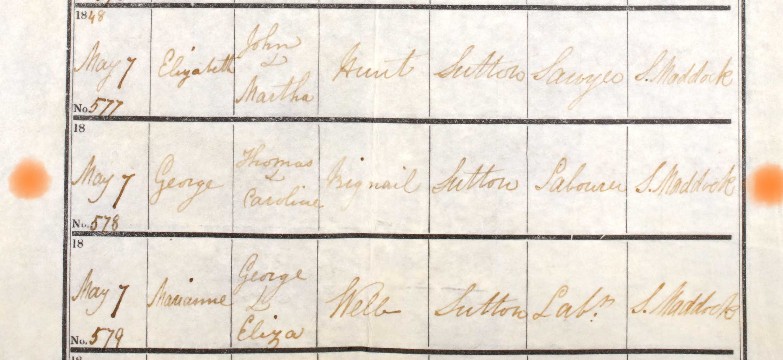 1848
May 7 Elizabeth John & Martha Hunt Sutton Sawyer S. Maddock
No. 577
18
May 7 George Thomas & Caroline Bignail Sutton Labourer S. Maddock
No. 578
18
May 7 Marianne George & Eliza Webb Sutton Labr. S. Maddock
No. 579
18